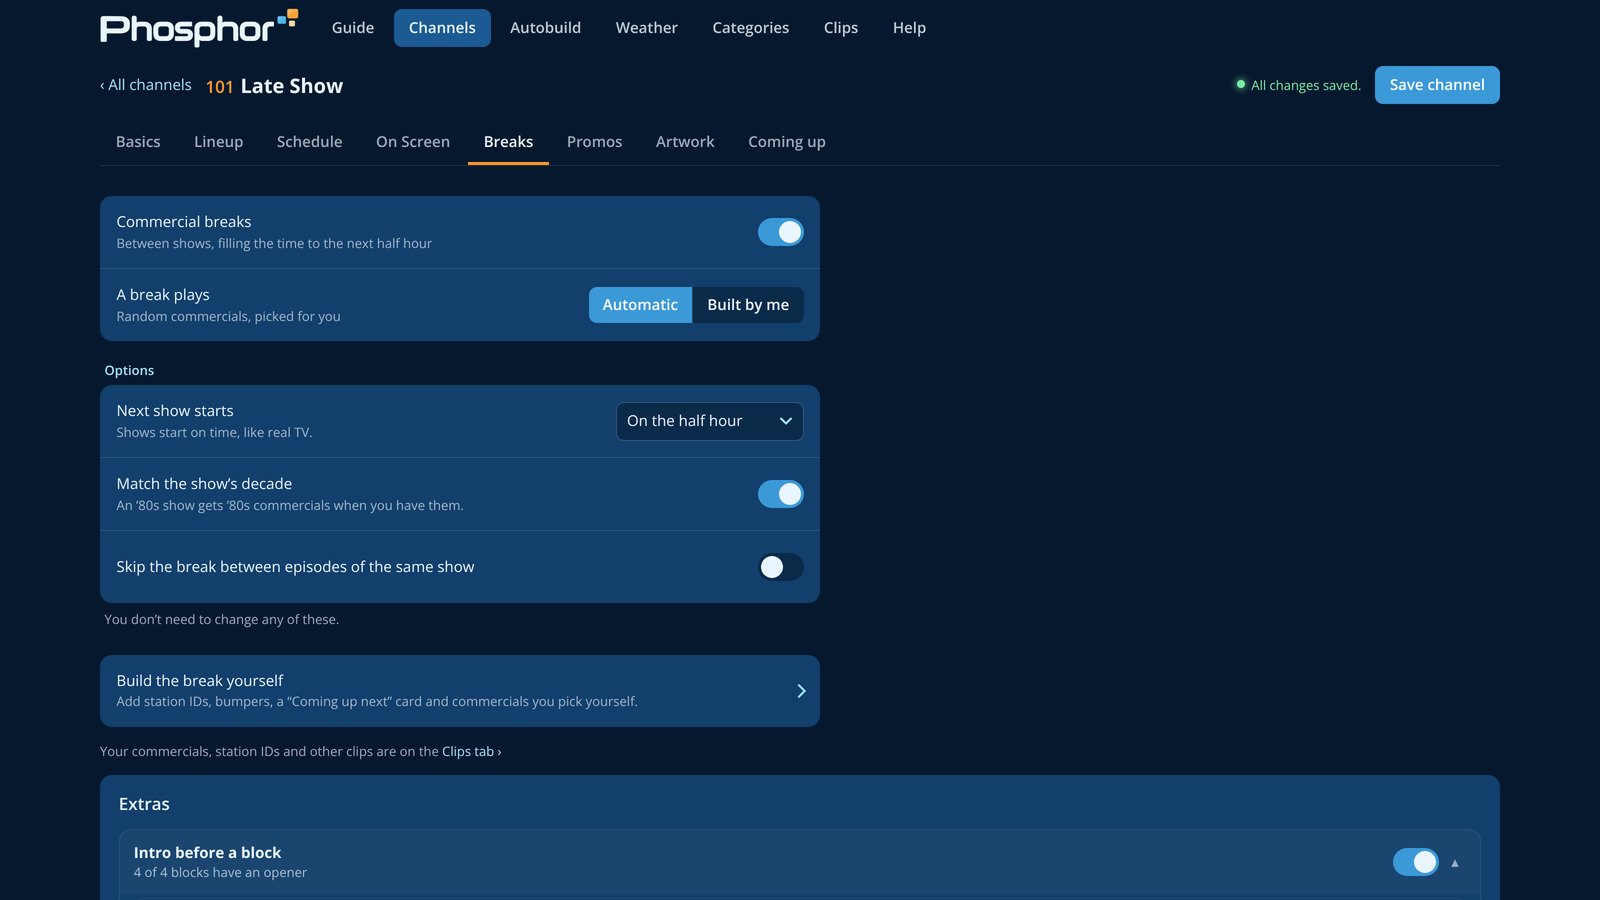 Phosphor
Guide
Channels
Autobuild
Weather
Categories
Clips
Help
‹ All channels
101 Late Show
All changes saved.
Save channel
Basics
Lineup
Schedule
On Screen
Breaks
Promos
Artwork
Coming up
Commercial breaks
Between shows, filling the time to the next half hour
A break plays
Random commercials, picked for you
Automatic
Built by me
Options
Next show starts
Shows start on time, like real TV.
On the half hour
Match the show’s decade
An ’80s show gets ’80s commercials when you have them.
Skip the break between episodes of the same show
You don’t need to change any of these.
Build the break yourself
Add station IDs, bumpers, a “Coming up next” card and commercials you pick yourself.
Your commercials, station IDs and other clips are on the Clips tab ›
Extras
Intro before a block
4 of 4 blocks have an opener